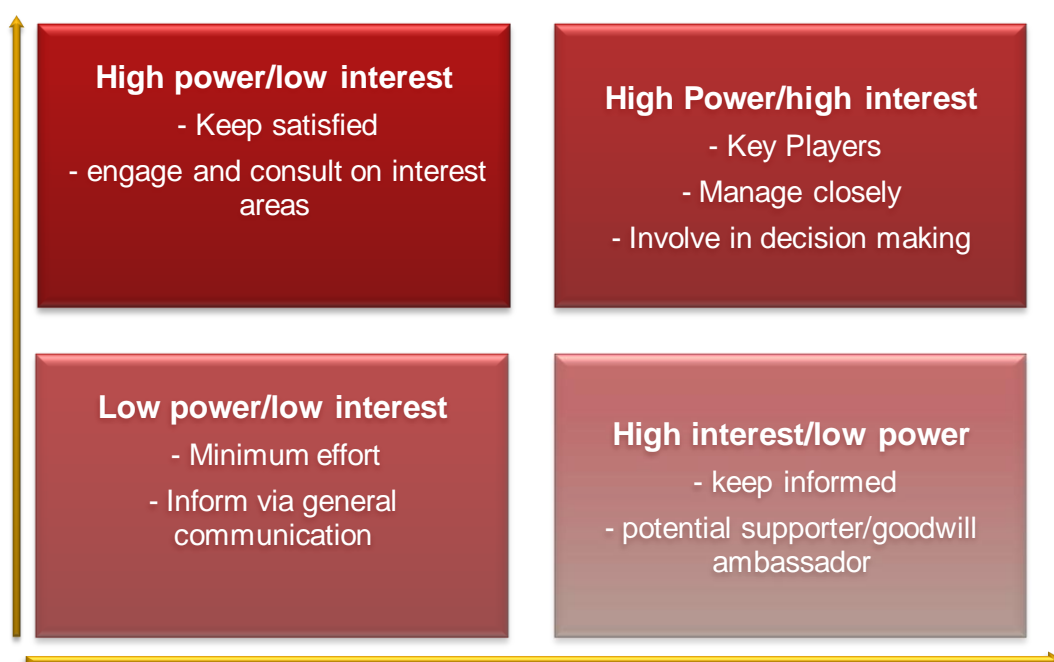 High power/low interest
- Keep satisfied
- engage and consult on interest
areas
High Power/high interest
- Key Players
- Manage closely
- Involve in decision making
Low power/low interest
- Minimum effort
- Inform via general
communication
High interest/low power
- keep informed
- potential supporter/goodwill
ambassador